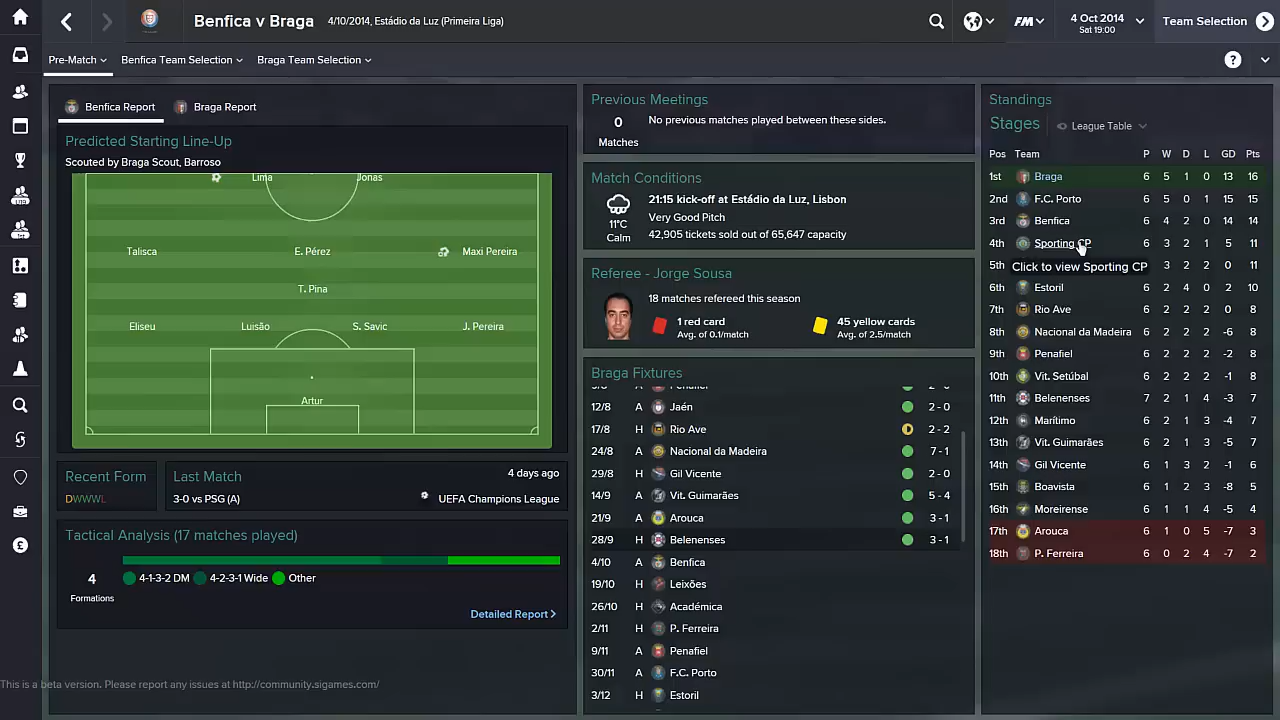 Benfica v Braga
4/10/2014, Estádio da Luz (Primeira Liga)
FM
4 Oct 2014
Sat 19:00
Team Selection
Pre-Match
Benfica Team Selection
Braga Team Selection
?
Benfica Report
Braga Report
Predicted Starting Line-Up
Scouted by Braga Scout, Barroso
Lima Jonas
Talisca E. Pérez Maxi Pereira
T. Pina
Eliseu Luisão S. Savic J. Pereira
Artur
Recent Form
DWWWL
Last Match
4 days ago
3-0 vs PSG (A)
UEFA Champions League
Tactical Analysis (17 matches played)
4
Formations
4-1-3-2 DM 4-2-3-1 Wide Other
Detailed Report >
This is a beta version. Please report any issues at http://community.sigames.com/
Previous Meetings
0
Matches
No previous matches played between these sides.
Match Conditions
11°C
Calm
21:15 kick-off at Estádio da Luz, Lisbon
Very Good Pitch
42,905 tickets sold out of 65,647 capacity
Referee - Jorge Sousa
18 matches refereed this season
1 red card
Avg. of 0.1/match
45 yellow cards
Avg. of 2.5/match
Braga Fixtures
Penafiel
12/8 A Jaén 2 - 0
17/8 H Rio Ave 2 - 2
24/8 A Nacional da Madeira 7 - 1
29/8 H Gil Vicente 2 - 0
14/9 A Vit. Guimarães 5 - 4
21/9 A Arouca 3 - 1
28/9 H Belenenses 3 - 1
4/10 A Benfica
19/10 H Leixões
26/10 H Académica
2/11 H P. Ferreira
9/11 A Penafiel
30/11 A F.C. Porto
3/12 H Estoril
Standings
Stages
League Table
Pos Team P W D L GD Pts
1st Braga 6 5 1 0 13 16
2nd F.C. Porto 6 5 0 1 15 15
3rd Benfica 6 4 2 0 14 14
4th Sporting CP 6 3 2 1 5 11
5th 3 2 2 0 11
Click to view Sporting CP
6th Estoril 6 2 4 0 2 10
7th Rio Ave 6 2 2 2 0 8
8th Nacional da Madeira 6 2 2 2 -6 8
9th Penafiel 6 2 2 2 -2 8
10th Vit. Setúbal 6 2 2 2 -1 8
11th Belenenses 7 2 1 4 -3 7
12th Marítimo 6 2 1 3 -4 7
13th Vit. Guimarães 6 2 1 3 -5 7
14th Gil Vicente 6 1 3 2 -1 6
15th Boavista 6 1 2 3 -8 5
16th Moreirense 6 1 1 4 -5 4
17th Arouca 6 1 0 5 -7 3
18th P. Ferreira 6 0 2 4 -7 2